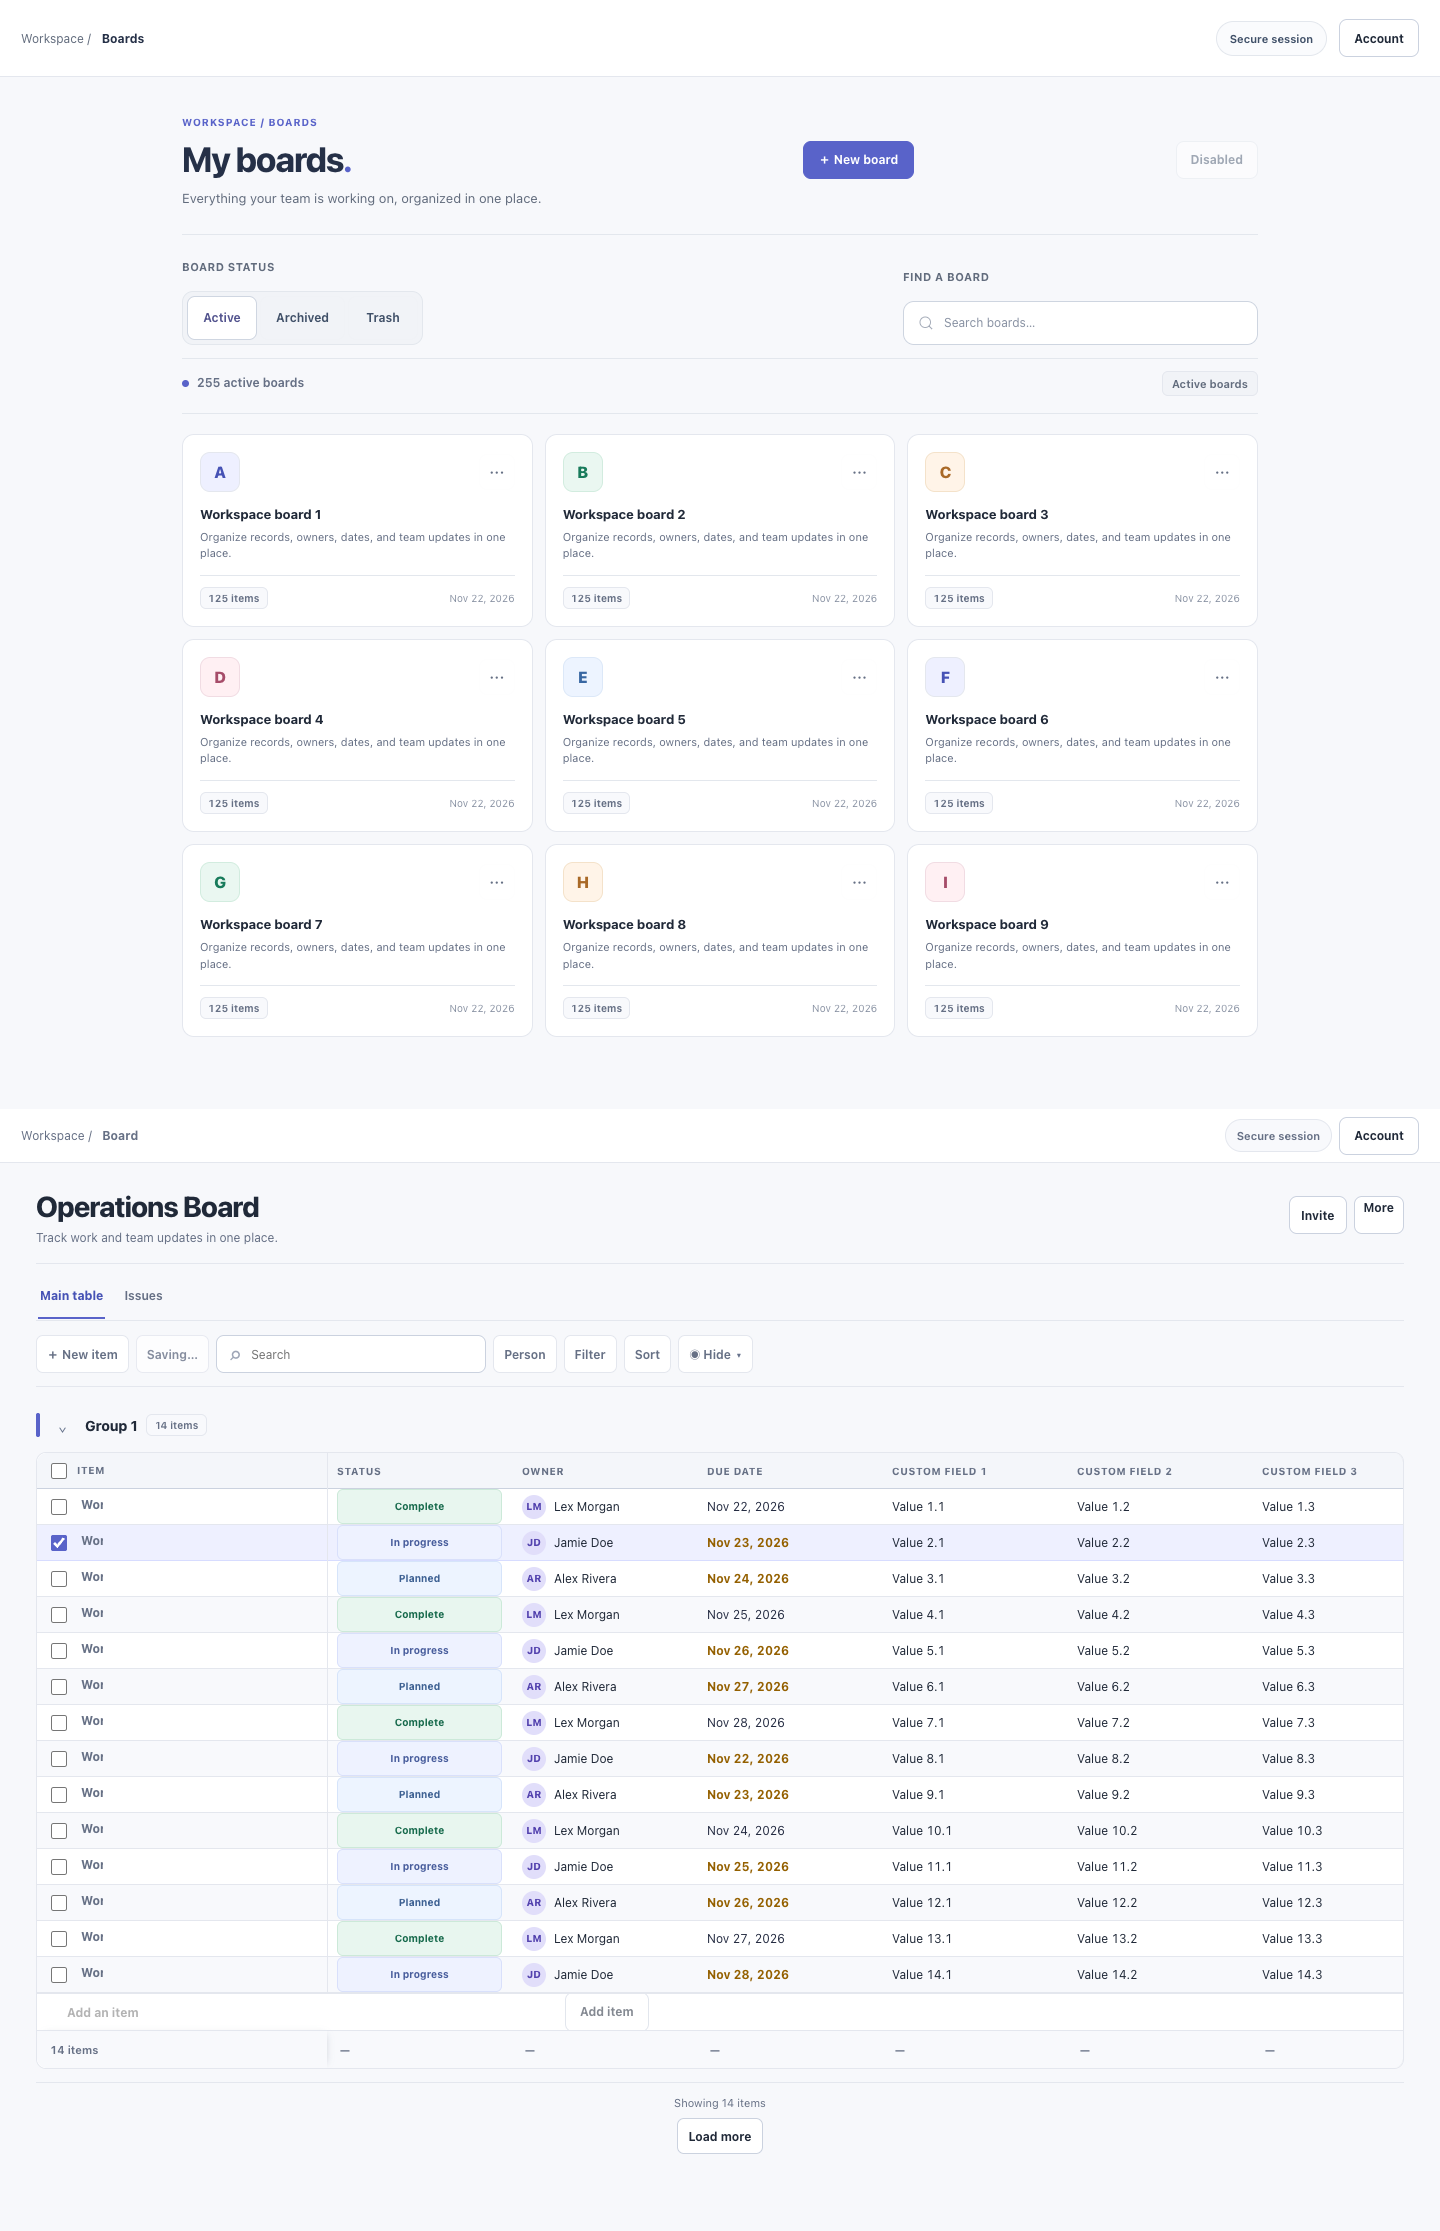 Workspace / Boards
Secure session
Account
WORKSPACE / BOARDS
My boards.
+ New board
Disabled
Everything your team is working on, organized in one place.
BOARD STATUS
FIND A BOARD
Active
Archived
Trash
Search boards...
255 active boards
Active boards
A
B
C
Workspace board 1
Workspace board 2
Workspace board 3
Organize records, owners, dates, and team updates in one
place.
Organize records, owners, dates, and team updates in one
place.
Organize records, owners, dates, and team updates in one
place.
125 items Nov 22, 2026
125 items Nov 22, 2026
125 items Nov 22, 2026
D
E
F
Workspace board 4
Workspace board 5
Workspace board 6
Organize records, owners, dates, and team updates in one
place.
Organize records, owners, dates, and team updates in one
place.
Organize records, owners, dates, and team updates in one
place.
125 items Nov 22, 2026
125 items Nov 22, 2026
125 items Nov 22, 2026
G
H
I
Workspace board 7
Workspace board 8
Workspace board 9
Organize records, owners, dates, and team updates in one
place.
Organize records, owners, dates, and team updates in one
place.
Organize records, owners, dates, and team updates in one
place.
125 items Nov 22, 2026
125 items Nov 22, 2026
125 items Nov 22, 2026
Workspace / Board
Secure session
Account
Operations Board
Invite
More
Track work and team updates in one place.
Main table
Issues
+ New item
Saving...
Search
Person
Filter
Sort
Hide
Group 1 14 items
ITEM STATUS OWNER DUE DATE CUSTOM FIELD 1 CUSTOM FIELD 2 CUSTOM FIELD 3
Complete LM Lex Morgan Nov 22, 2026 Value 1.1 Value 1.2 Value 1.3
In progress JD Jamie Doe Nov 23, 2026 Value 2.1 Value 2.2 Value 2.3
Planned AR Alex Rivera Nov 24, 2026 Value 3.1 Value 3.2 Value 3.3
Complete LM Lex Morgan Nov 25, 2026 Value 4.1 Value 4.2 Value 4.3
In progress JD Jamie Doe Nov 26, 2026 Value 5.1 Value 5.2 Value 5.3
Planned AR Alex Rivera Nov 27, 2026 Value 6.1 Value 6.2 Value 6.3
Complete LM Lex Morgan Nov 28, 2026 Value 7.1 Value 7.2 Value 7.3
In progress JD Jamie Doe Nov 22, 2026 Value 8.1 Value 8.2 Value 8.3
Planned AR Alex Rivera Nov 23, 2026 Value 9.1 Value 9.2 Value 9.3
Complete LM Lex Morgan Nov 24, 2026 Value 10.1 Value 10.2 Value 10.3
In progress JD Jamie Doe Nov 25, 2026 Value 11.1 Value 11.2 Value 11.3
Planned AR Alex Rivera Nov 26, 2026 Value 12.1 Value 12.2 Value 12.3
Complete LM Lex Morgan Nov 27, 2026 Value 13.1 Value 13.2 Value 13.3
In progress JD Jamie Doe Nov 28, 2026 Value 14.1 Value 14.2 Value 14.3
Add an item
Add item
14 items — — — — — —
Showing 14 items
Load more